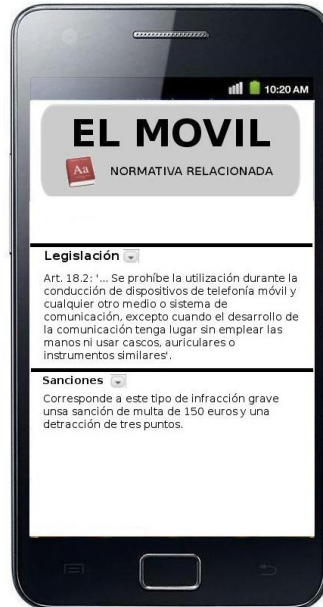 10:20 AM
EL MOVIL
Aa
NORMATIVA RELACIONADA
Legislación
Art. 18.2: '... Se prohíbe la utilización durante la
conducción de dispositivos de telefonía móvil y
cualquier otro medio o sistema de
comunicación, excepto cuando el desarrollo de
la comunicación tenga lugar sin emplear las
manos ni usar cascos, auriculares o
instrumentos similares'.
Sanciones
Corresponde a este tipo de infracción grave
unsa sanción de multa de 150 euros y una
detracción de tres puntos.